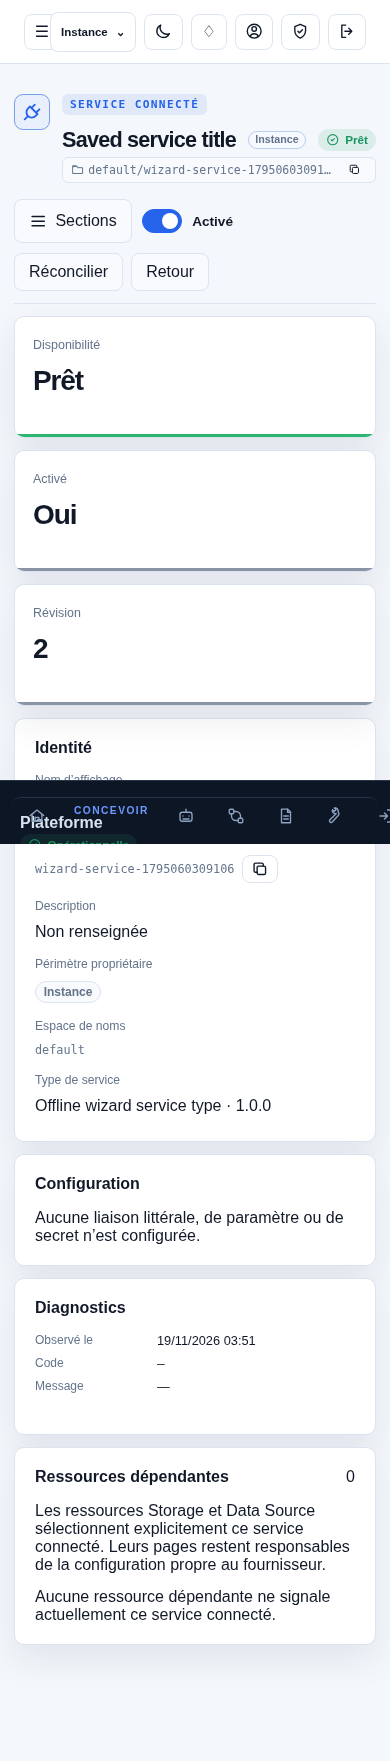 Instance
SERVICE CONNECTÉ
Saved service title Instance Prêt
default/wizard-service-17950603091…
Sections Activé
Réconcilier Retour
Disponibilité
Prêt
Activé
Oui
Révision
2
Identité
Nom d'affichage
CONCEVOIR
Plateforme
Opérationnelle
wizard-service-1795060309106
Description
Non renseignée
Périmètre propriétaire
Instance
Espace de noms
default
Type de service
Offline wizard service type · 1.0.0
Configuration
Aucune liaison littérale, de paramètre ou de
secret n’est configurée.
Diagnostics
Observé le 19/11/2026 03:51
Code –
Message —
Ressources dépendantes 0
Les ressources Storage et Data Source
sélectionnent explicitement ce service
connecté. Leurs pages restent responsables
de la configuration propre au fournisseur.
Aucune ressource dépendante ne signale
actuellement ce service connecté.